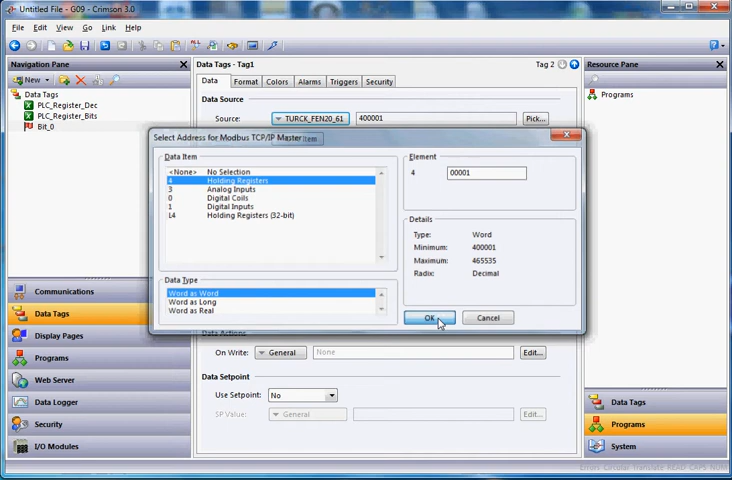 Untitled File - G09 - Crimson 3.0
File Edit View Go Link Help
Navigation Pane
New
Data Tags
PLC_Register_Dec
PLC_Register_Bits
Bit_0
Communications
Data Tags
Display Pages
Programs
Web Server
Data Logger
Security
I/O Modules
Data Tags - Tag1
Tag 2
Data Format Colors Alarms Triggers Security
Data Source
Source: TURCK_FEN20_61 400001 Pick...
Select Address for Modbus TCP/IP Master
Data Item
<None> No Selection
4 Holding Registers
3 Analog Inputs
0 Digital Coils
1 Digital Inputs
L4 Holding Registers (32-bit)
Data Type
Word as Word
Word as Long
Word as Real
Element
4 00001
Details
Type: Word
Minimum: 400001
Maximum: 465535
Radix: Decimal
OK Cancel
Data Actions
On Write: General None Edit...
Data Setpoint
Use Setpoint: No
SP Value: General Edit...
Resource Pane
Programs
Data Tags
Programs
System
Errors Circular Translate READ CAPS NUM